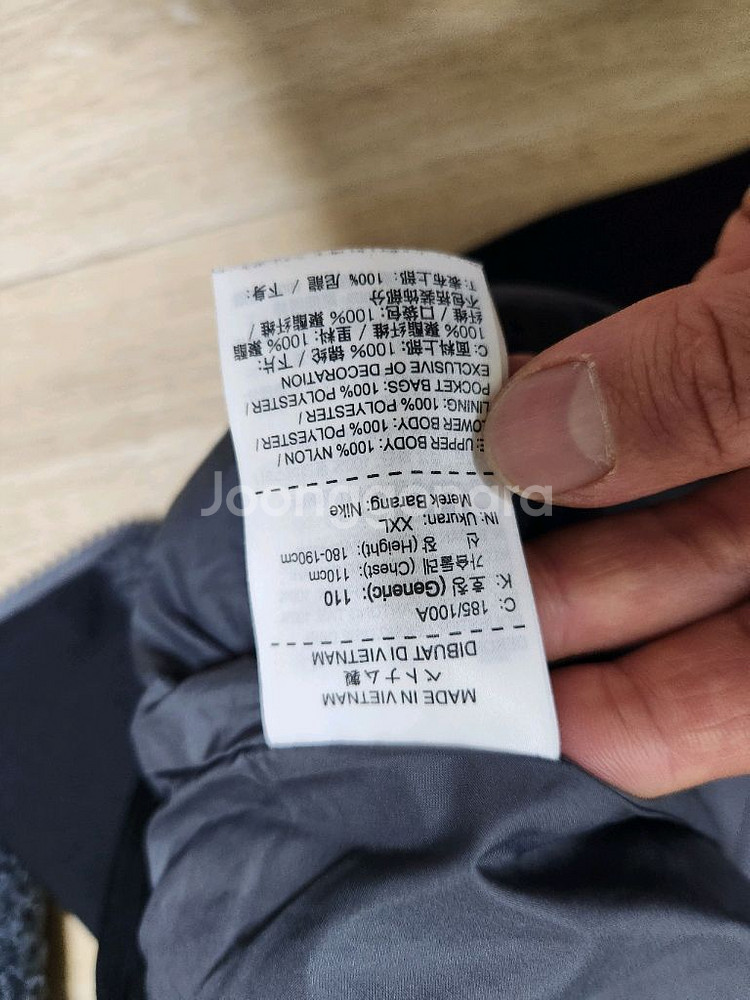 MADE IN VIETNAM
ベトナム製
DIBUAT DI VIETNAM
C: 185/100A
K: 호칭 (Generic): 110
가슴둘레 (Chest): 110cm
신 장 (Height): 180-190cm
IN: Ukuran: XXL
Merek Barang: Nike
E: UPPER BODY: 100% NYLON /
LOWER BODY: 100% POLYESTER /
LINING: 100% POLYESTER /
POCKET BAGS: 100% POLYESTER /
EXCLUSIVE OF DECORATION
C: 面料上部: 100% 锦纶 / 下片:
100% 聚酯纤维 / 里料: 100% 聚酯
纤维 / 口袋包: 100% 聚酯纤维 /
不包括装饰部分
T: 表布上部: 100% 尼龍 / 下身:
Joonggonara